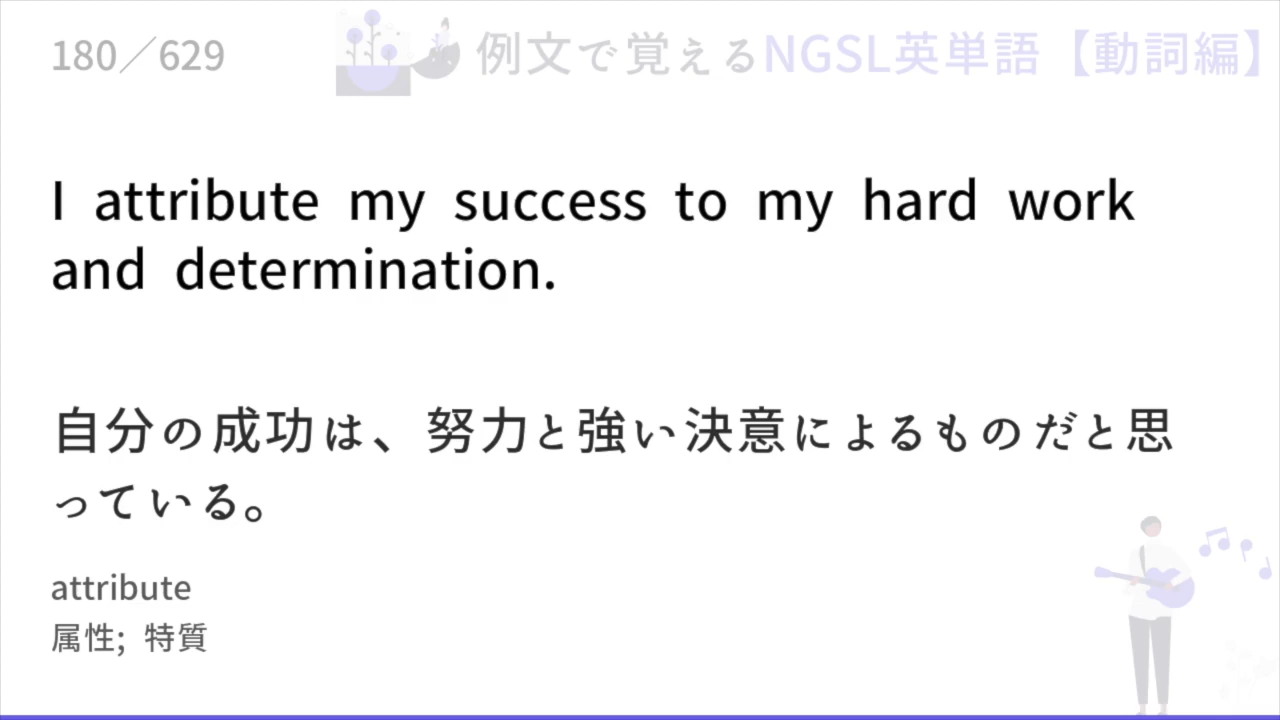 180／629
例文で覚えるNGSL英単語【動詞編】
I attribute my success to my hard work
and determination.
自分の成功は、努力と強い決意によるものだと思
っている。
attribute
属性; 特質